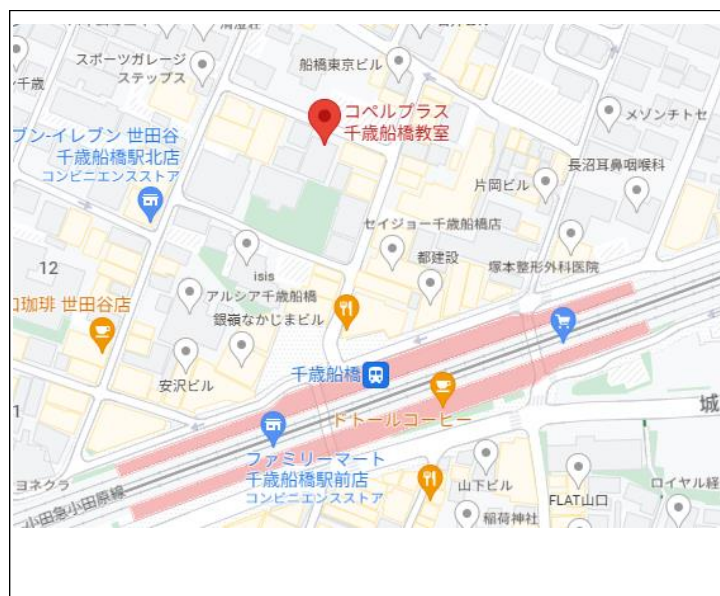 スポーツガレージ
ステップス
船橋東京ビル
コペルプラス
千歳船橋教室
メゾンチトセ
ブン-イレブン 世田谷
千歳船橋駅北店
コンビニエンスストア
長沼耳鼻咽喉科
片岡ビル
セイジョー千歳船橋店
都建設
塚本整形外科医院
12
isis
アルシア千歳船橋
珈琲 世田谷店
銀嶺なかじまビル
千歳船橋
安沢ビル
城
ドトールコーヒー
ファミリーマート
千歳船橋駅前店
コンビニエンスストア
ヨネクラ
小田急小田原線
山下ビル
FLAT山口
ロイヤル経
稲荷神社